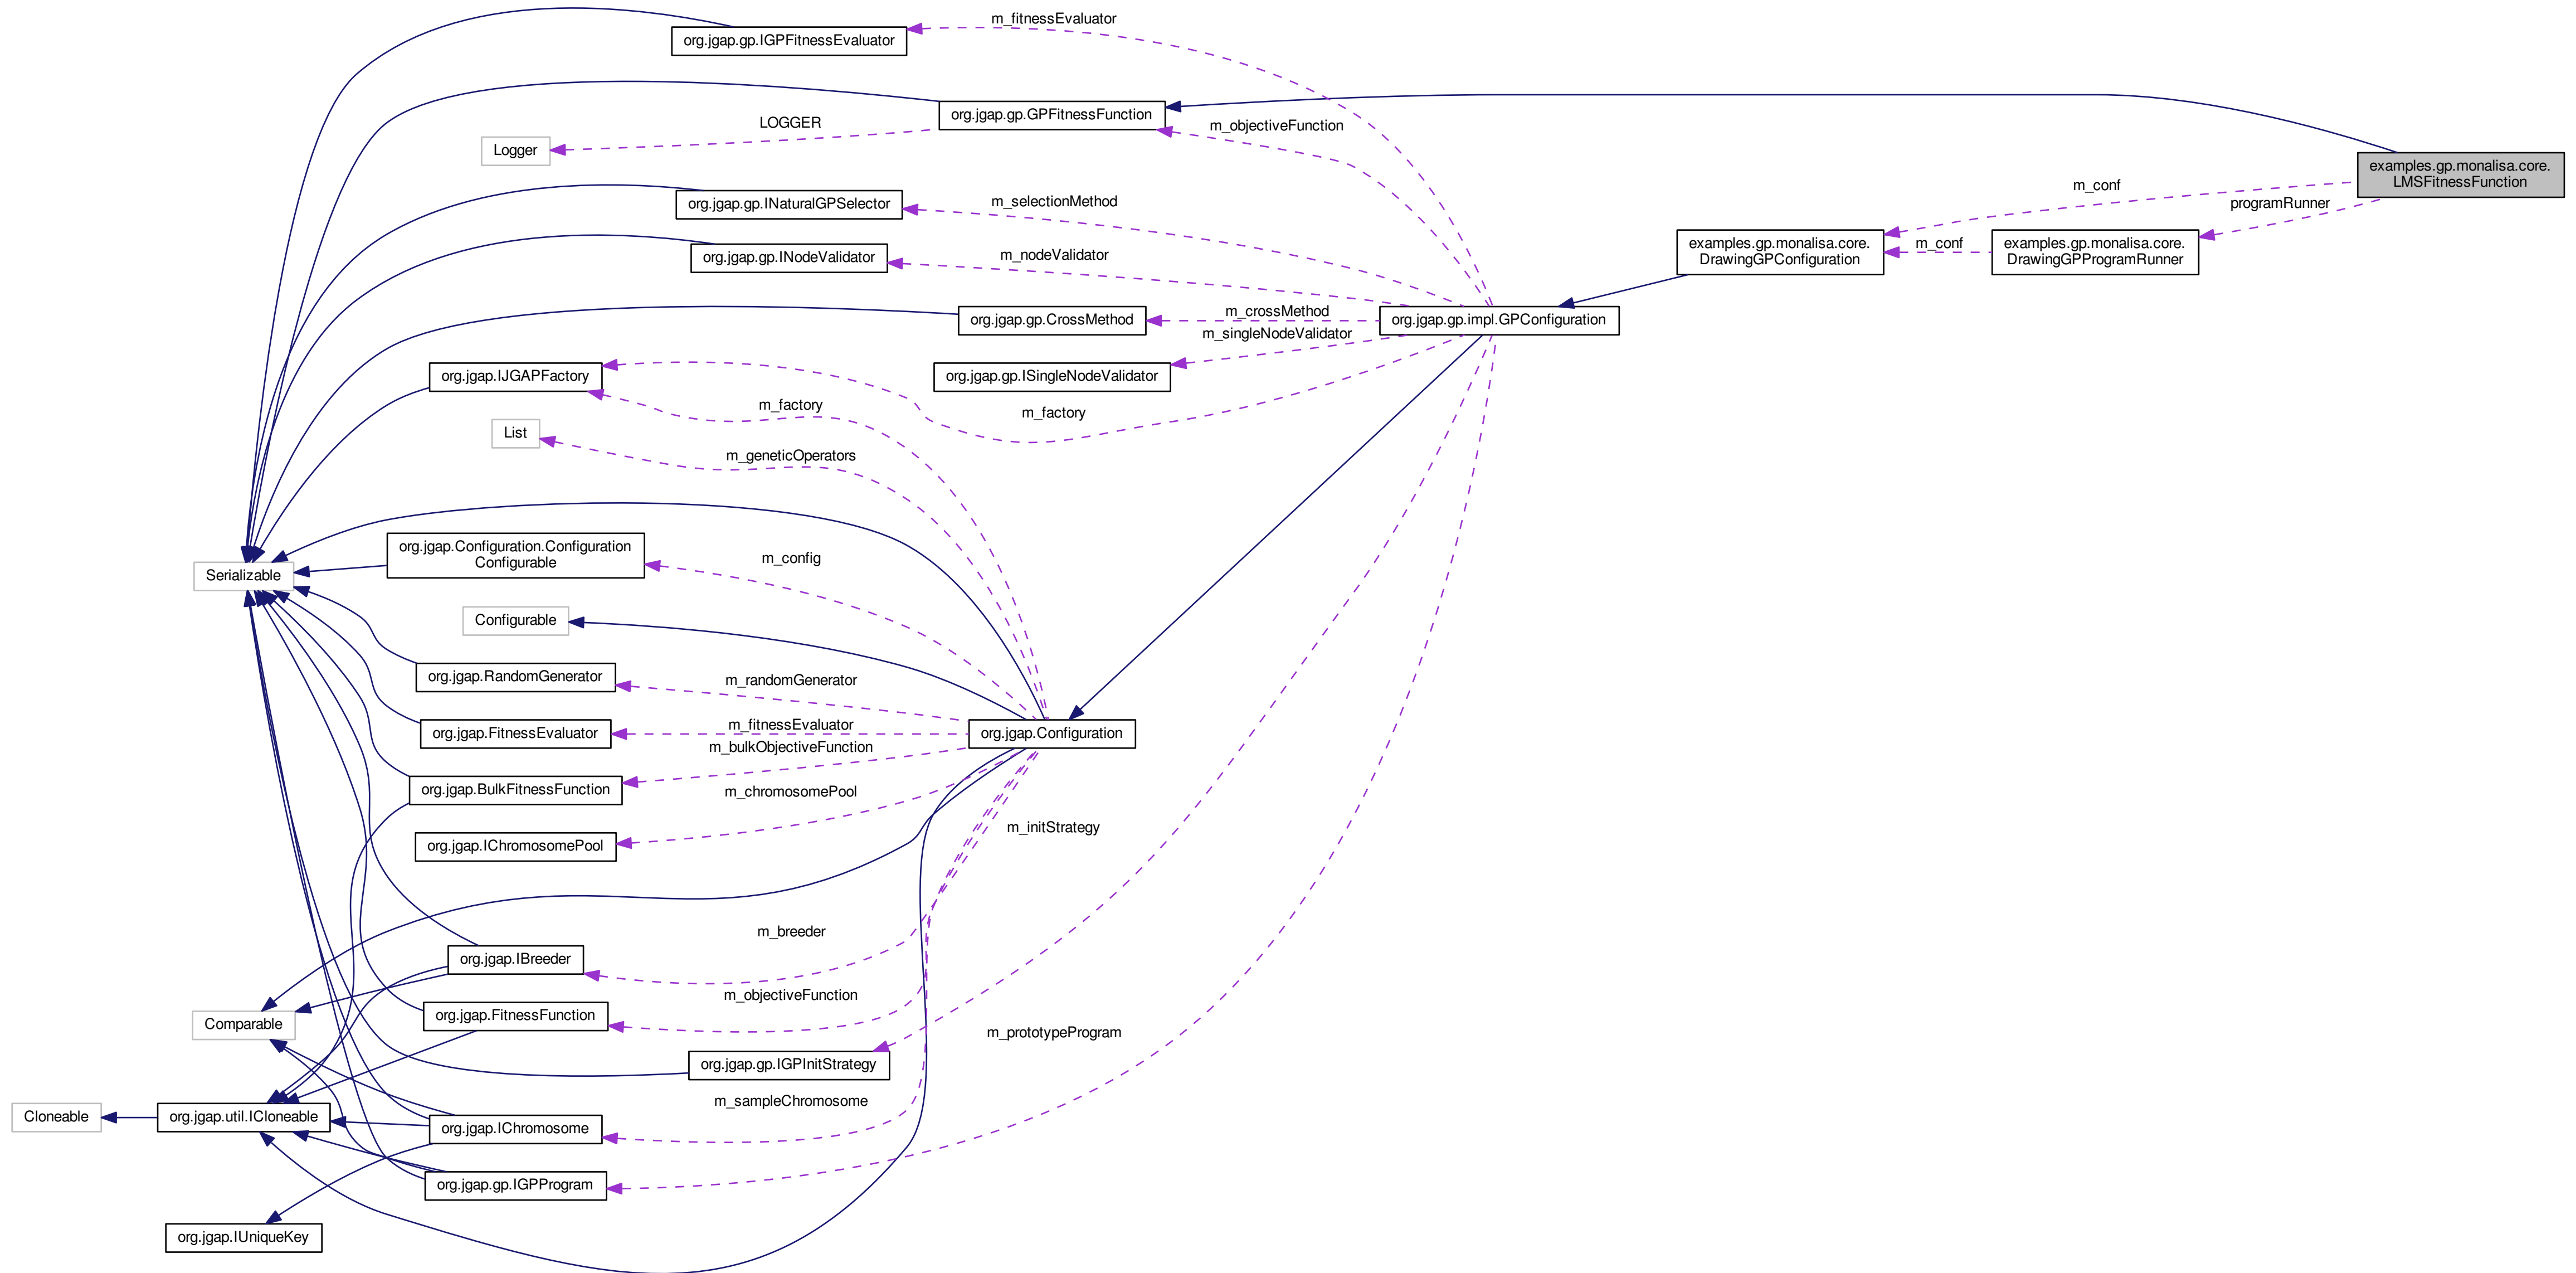 m_fitnessEvaluator
org.jgap.gp.IGPFitnessEvaluator
org.jgap.gp.GPFitnessFunction
LOGGER
m_objectiveFunction
Logger
examples.gp.monalisa.core.
LMSFitnessFunction
m_conf
programRunner
m_selectionMethod
org.jgap.gp.INaturalGPSelector
examples.gp.monalisa.core.
DrawingGPConfiguration
m_conf
examples.gp.monalisa.core.
DrawingGPProgramRunner
m_nodeValidator
org.jgap.gp.INodeValidator
m_crossMethod
org.jgap.gp.CrossMethod
org.jgap.gp.impl.GPConfiguration
m_singleNodeValidator
org.jgap.IJGAPFactory
org.jgap.gp.ISingleNodeValidator
m_factory
m_factory
List
m_geneticOperators
org.jgap.Configuration.Configuration
Configurable
m_config
Serializable
Configurable
org.jgap.RandomGenerator
m_randomGenerator
m_fitnessEvaluator
org.jgap.FitnessEvaluator
org.jgap.Configuration
m_bulkObjectiveFunction
org.jgap.BulkFitnessFunction
m_chromosomePool
m_initStrategy
org.jgap.IChromosomePool
m_breeder
org.jgap.IBreeder
m_objectiveFunction
org.jgap.FitnessFunction
Comparable
m_prototypeProgram
org.jgap.gp.IGPInitStrategy
m_sampleChromosome
Cloneable
org.jgap.util.ICloneable
org.jgap.IChromosome
org.jgap.gp.IGPProgram
org.jgap.IUniqueKey